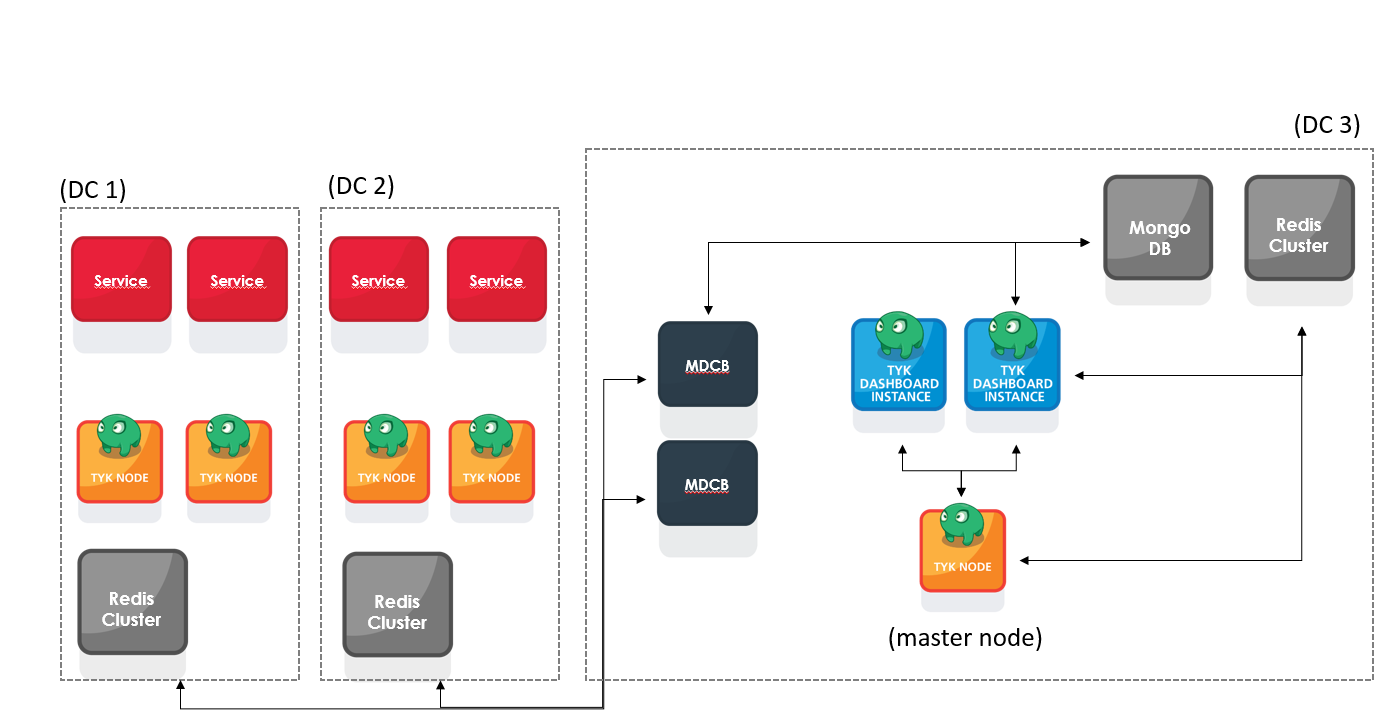 (DC 3)
(DC 1)
(DC 2)
Service
Service
Service
Service
Mongo
DB
Redis
Cluster
MDCB
TYK
DASHBOARD
INSTANCE
TYK
DASHBOARD
INSTANCE
TYK NODE
TYK NODE
TYK NODE
TYK NODE
MDCB
TYK NODE
Redis
Cluster
Redis
Cluster
(master node)